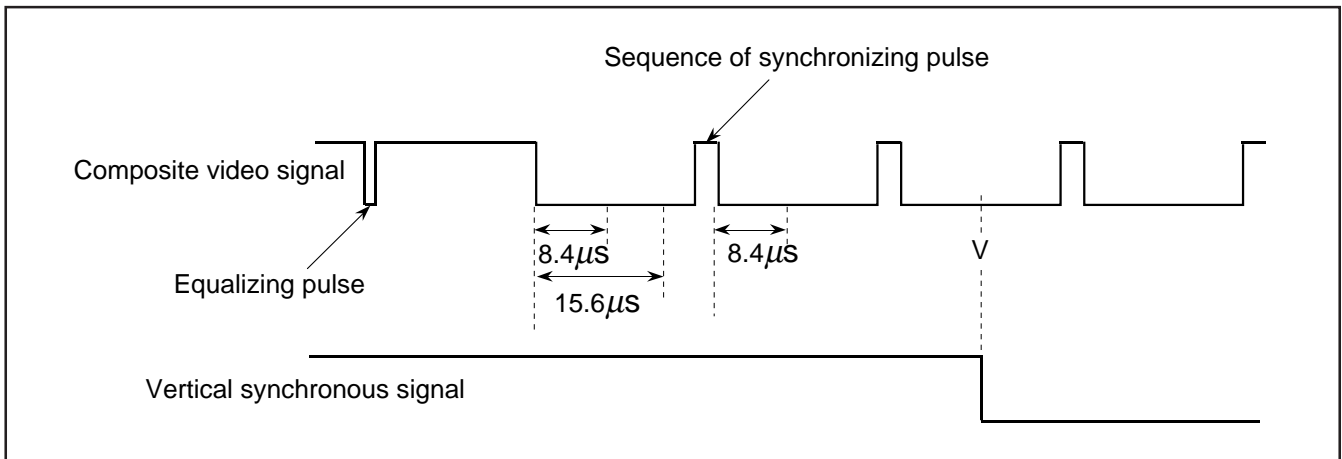 Sequence of synchronizing pulse
Composite video signal
8.4μs
8.4μs
V
Equalizing pulse
15.6μs
Vertical synchronous signal